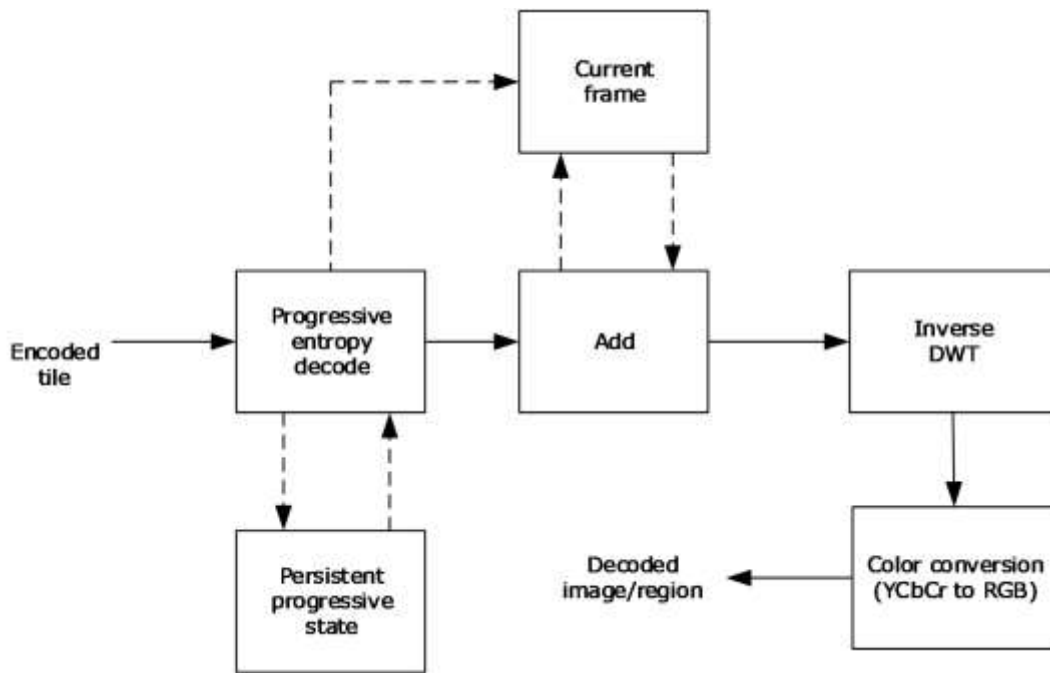 Current
frame
Encoded
tile
Progressive
entropy
decode
Add
Inverse
DWT
Persistent
progressive
state
Decoded
image/region
Color conversion
(YCbCr to RGB)